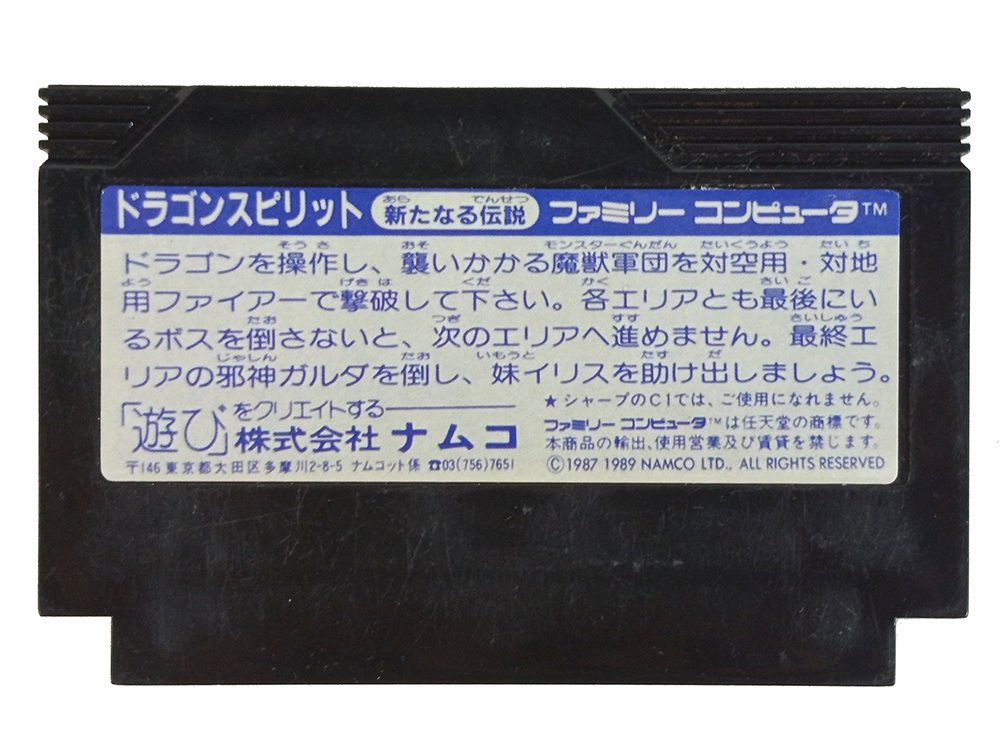 ドラゴンスピリット 新たなる伝説 ファミリー コンピュータ™
ドラゴンを操作し、襲いかかる魔獣軍団を対空用・対地
用ファイアーで撃破して下さい。各エリアとも最後にい
るボスを倒さないと、次のエリアへ進めません。最終エ
リアの邪神ガルダを倒し、妹イリスを助け出しましょう。
「遊び」をクリエイトする
株式会社 ナムコ
〒146 東京都大田区多摩川2-8-5 ナムコット係 ☎03(756)7651
★シャープのC1では、ご使用になれません。
ファミリー コンピュータ™は任天堂の商標です。
本商品の輸出、使用営業及び賃貸を禁じます。
©1987 1989 NAMCO LTD., ALL RIGHTS RESERVED